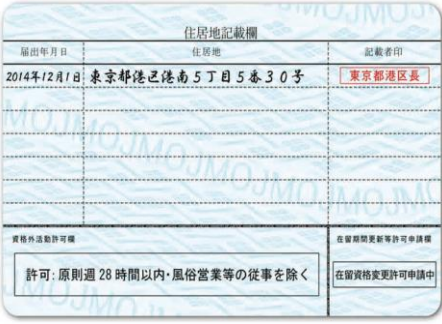 住居地記載欄
届出年月日 住居地 記載者印
2014年12月1日 東京都港区港南5丁目5番30号 東京都港区長
MOJMOJMOJMOJ
資格外活動許可欄 在留期間更新等許可申請欄
許可:原則週28時間以内・風俗営業等の従事を除く 在留資格変更許可申請中